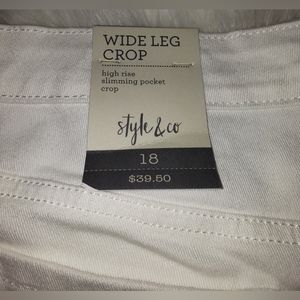 WIDE LEG
CROP
high rise
slimming pocket
crop
style & co
18
$39.50